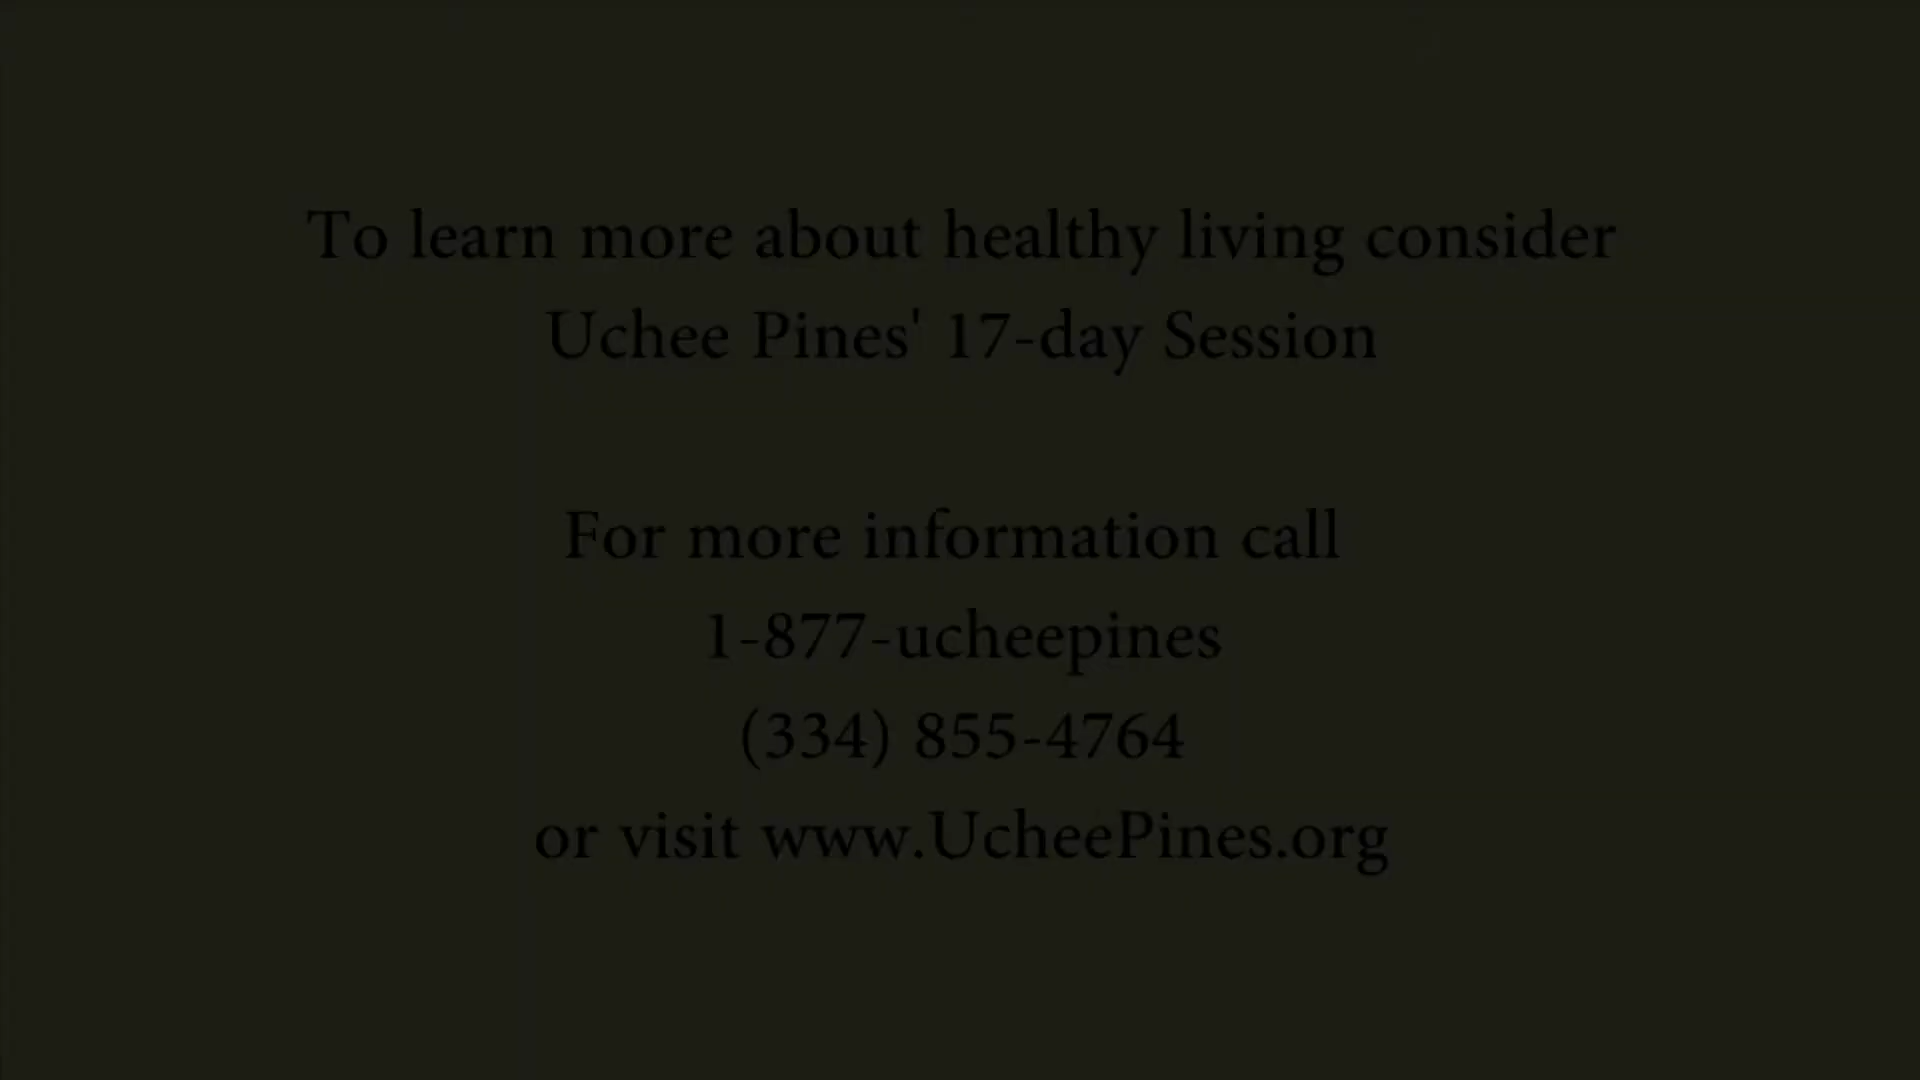 To learn more about healthy living consider
Uchee Pines' 17-day Session
For more information call
1-877-ucheepines
(334) 855-4764
or visit www.UcheePines.org